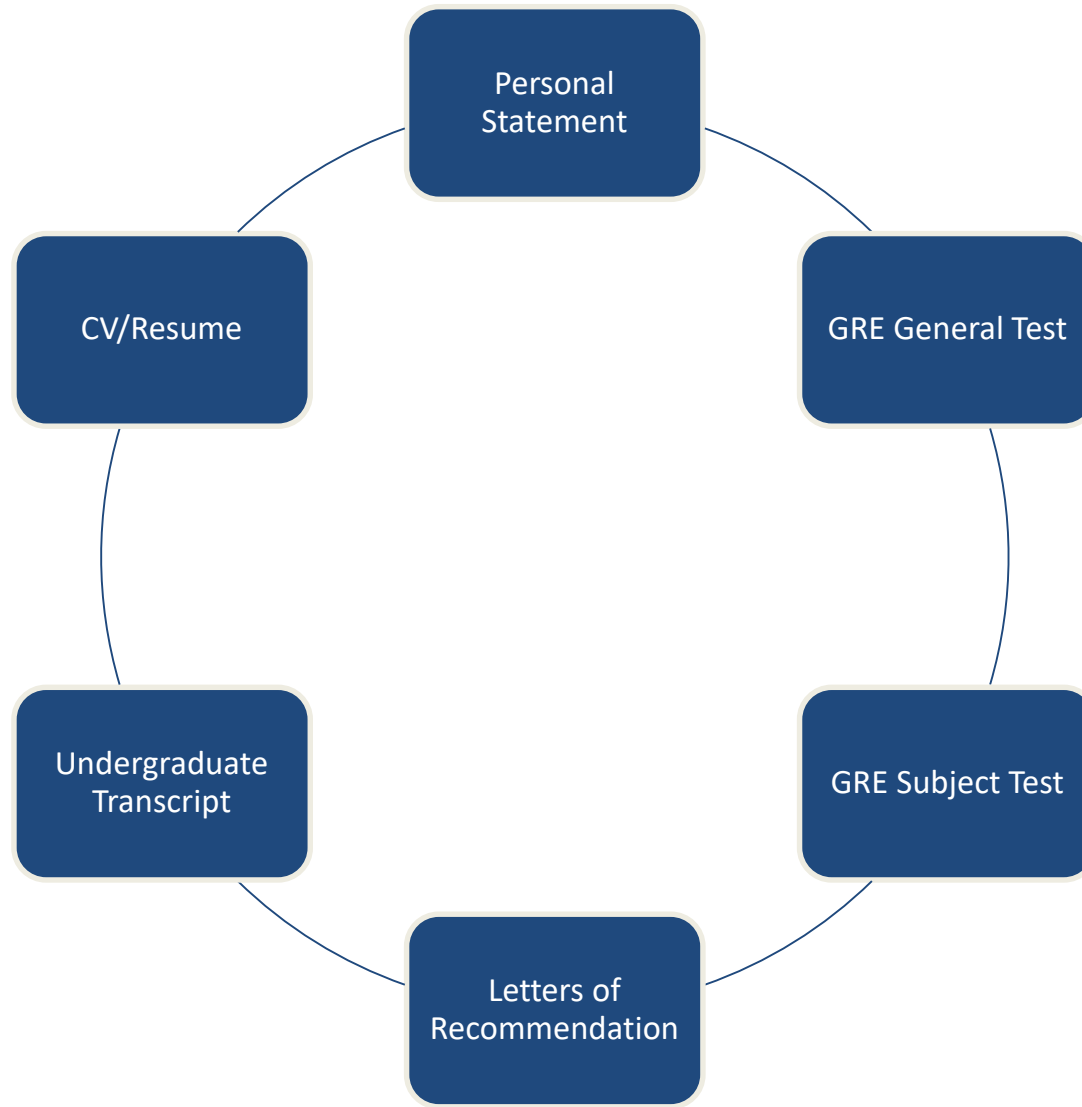 Personal
Statement
CV/Resume
GRE General Test
Undergraduate
Transcript
GRE Subject Test
Letters of
Recommendation